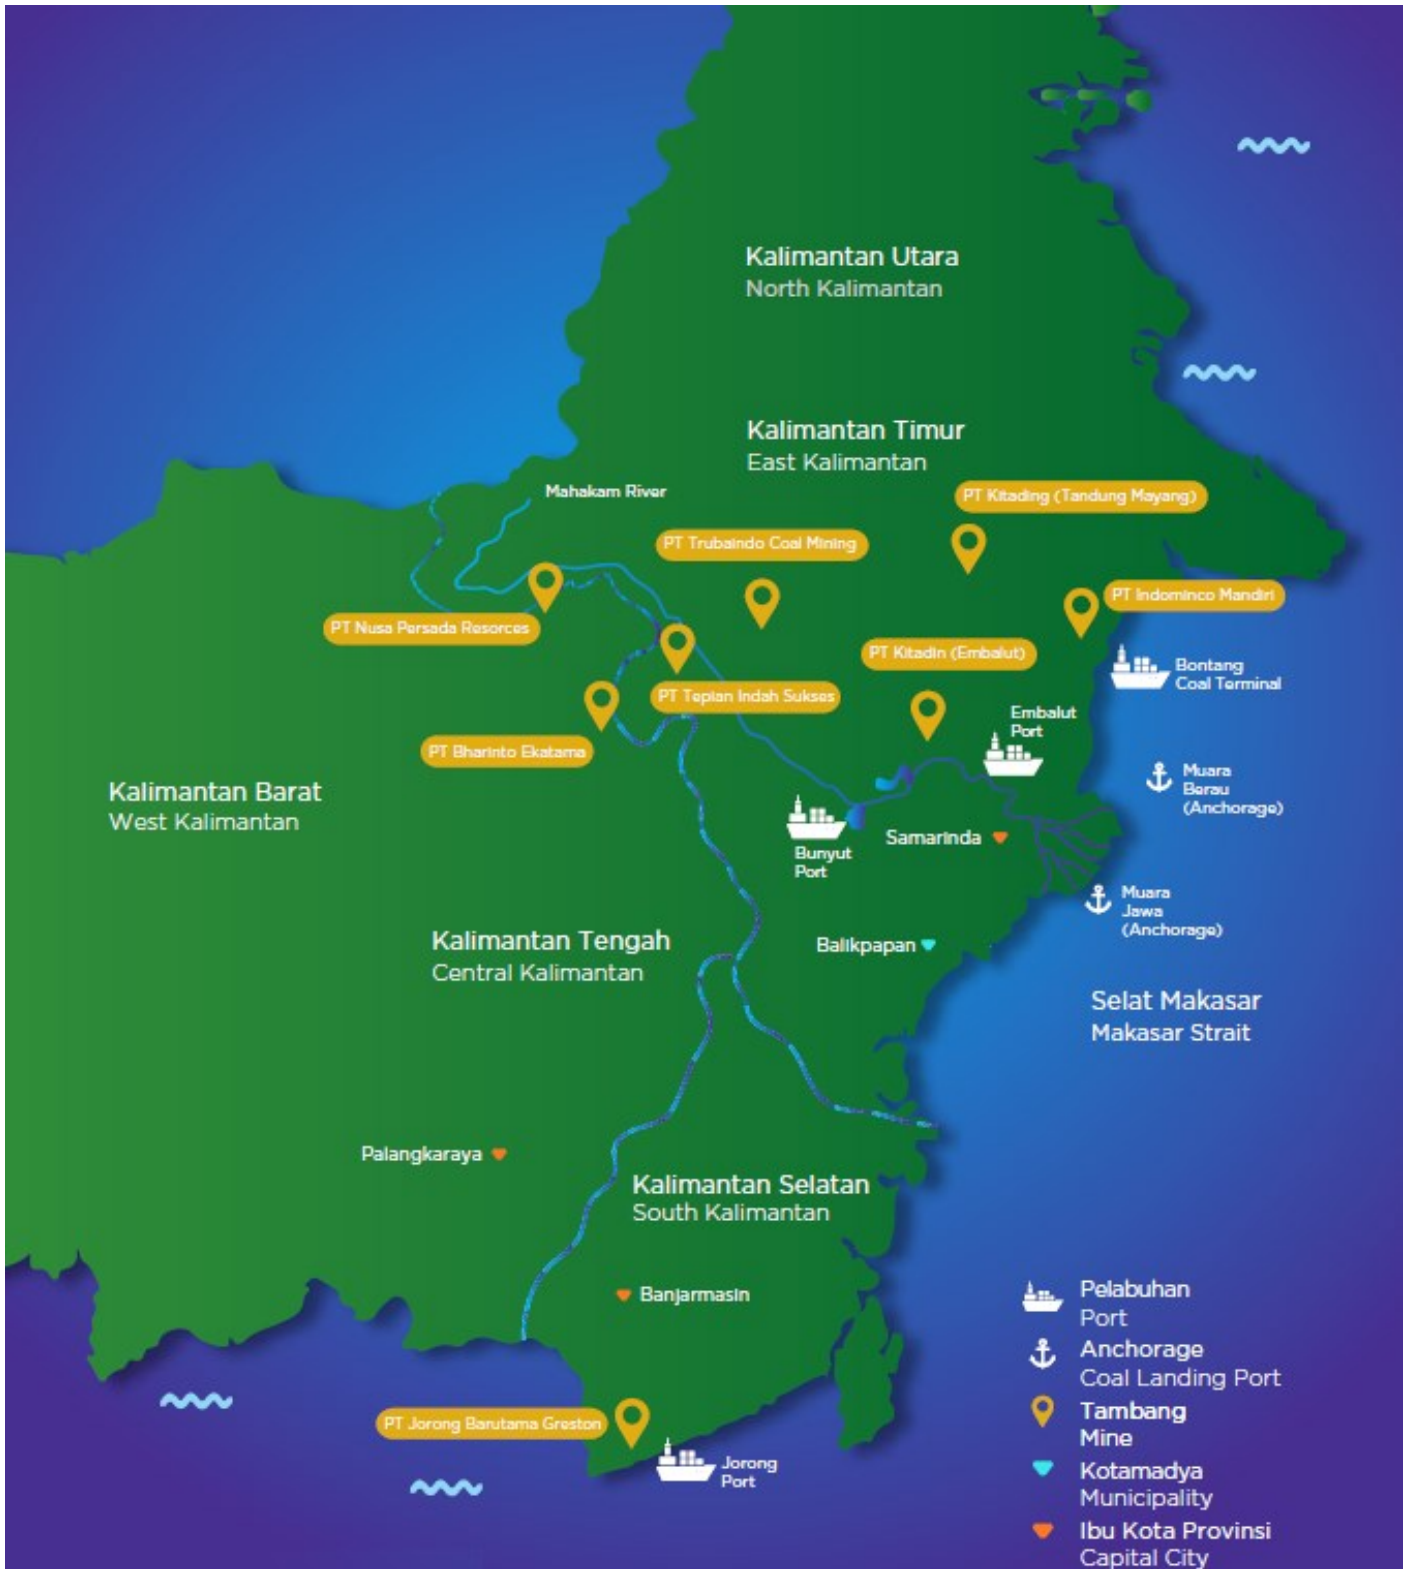 Kalimantan Utara
North Kalimantan
Kalimantan Timur
East Kalimantan
Mahakam River
PT Kitading (Tandung Mayang)
PT Trubaindo Coal Mining
PT Indominco Mandiri
PT Nusa Persada Resorces
PT Kitadin (Embalut)
Bontang
Coal Terminal
PT Tepian Indah Sukses
Embalut
Port
PT Bharinto Ekatama
Kalimantan Barat
West Kalimantan
Muara
Berau
(Anchorage)
Bunyut
Port
Samarinda
Muara
Jawa
(Anchorage)
Kalimantan Tengah
Central Kalimantan
Balikpapan
Selat Makasar
Makasar Strait
Palangkaraya
Kalimantan Selatan
South Kalimantan
Banjarmasin
PT Jorong Barutama Greston
Jorong
Port
Pelabuhan
Port
Anchorage
Coal Landing Port
Tambang
Mine
Kotamadya
Municipality
Ibu Kota Provinsi
Capital City